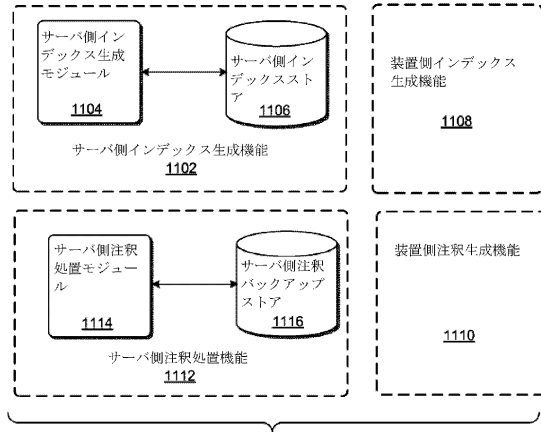 サーバ側イン
デックス生成
モジュール
1104
サーバ側イン
デックススト
ア
1106
サーバ側インデックス生成機能
1102
装置側インデックス
生成機能
1108
サーバ側注釈
処置モジュー
ル
1114
サーバ側注釈
バックアップ
ストア
1116
サーバ側注釈処置機能
1112
装置側注釈生成機能
1110